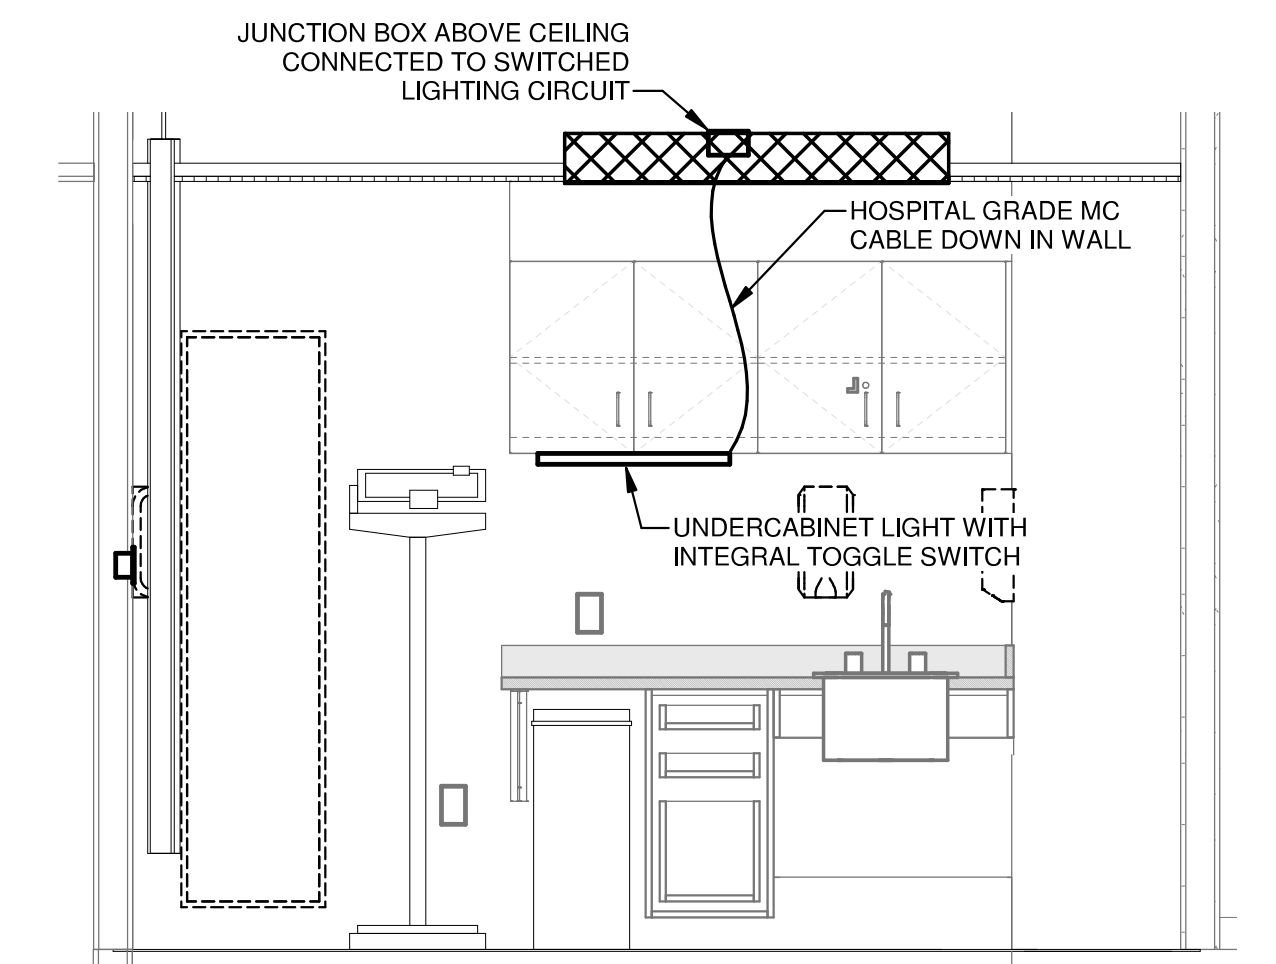 JUNCTION BOX ABOVE CEILING
CONNECTED TO SWITCHED
LIGHTING CIRCUIT
HOSPITAL GRADE MC
CABLE DOWN IN WALL
UNDERCABINET LIGHT WITH
INTEGRAL TOGGLE SWITCH